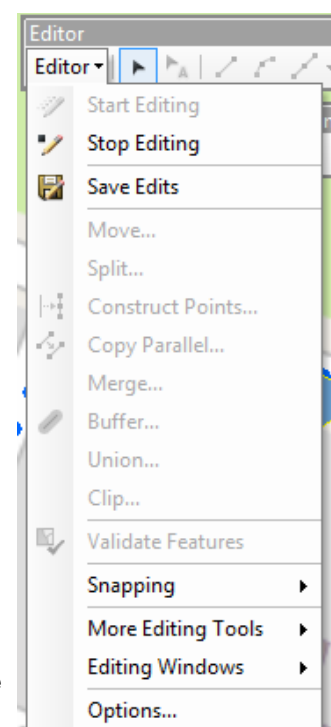 Editor
Editor
Start Editing
Stop Editing
Save Edits
Move...
Split...
Construct Points...
Copy Parallel...
Merge...
Buffer...
Union...
Clip...
Validate Features
Snapping
More Editing Tools
Editing Windows
Options...